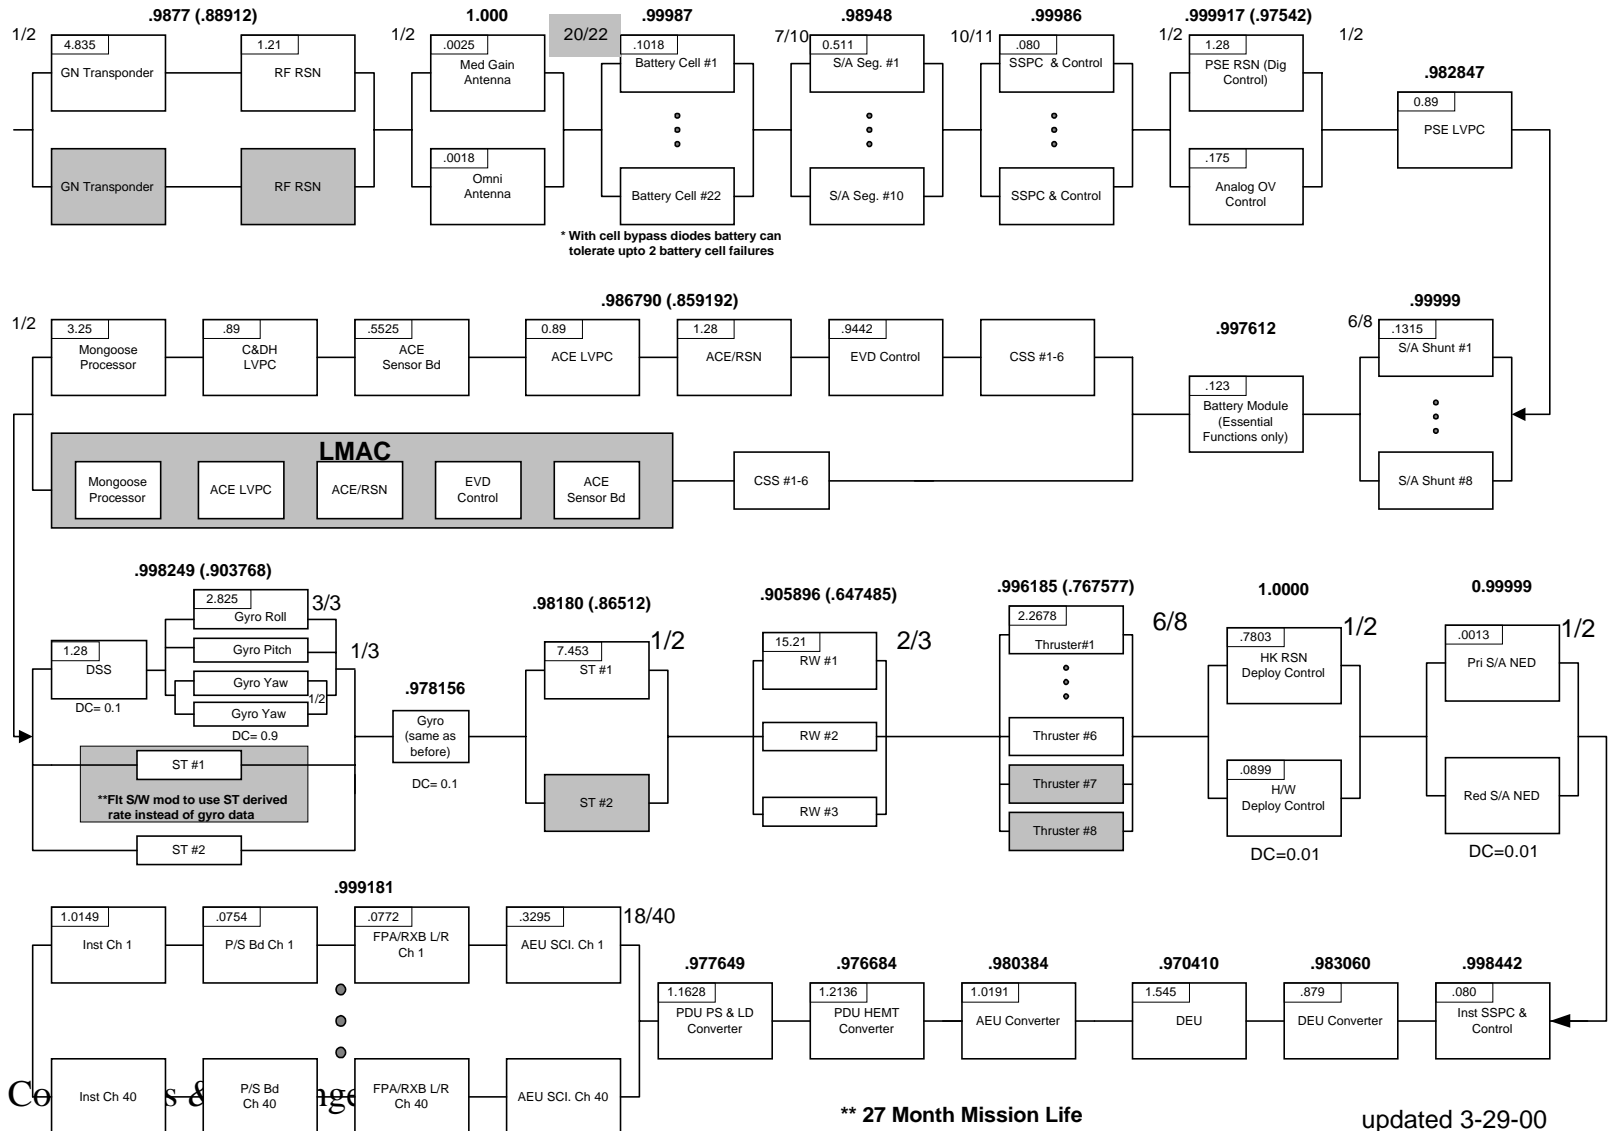 .9877 (.88912)
1.000
.99987
.98948
.99986
.999917 (.97542)
1/2
4.835
GN Transponder
1.21
RF RSN
1/2
.0025
Med Gain
Antenna
20/22
.1018
Battery Cell #1
7/10
0.511
S/A Seg. #1
10/11
.080
SSPC & Control
1/2
1.28
PSE RSN (Dig
Control)
1/2
.982847
0.89
PSE LVPC
GN Transponder
RF RSN
.0018
Omni
Antenna
Battery Cell #22
S/A Seg. #10
SSPC & Control
.175
Analog OV
Control
* With cell bypass diodes battery can
tolerate upto 2 battery cell failures
.986790 (.859192)
1/2
3.25
Mongoose
Processor
.89
C&DH
LVPC
.5525
ACE
Sensor Bd
0.89
ACE LVPC
1.28
ACE/RSN
.9442
EVD Control
CSS #1-6
.997612
.123
Battery Module
(Essential
Functions only)
.99999
6/8
.1315
S/A Shunt #1
S/A Shunt #8
LMAC
Mongoose
Processor
ACE LVPC
ACE/RSN
EVD
Control
ACE
Sensor Bd
CSS #1-6
.998249 (.903768)
1.28
DSS
DC= 0.1
2.825
Gyro Roll
3/3
Gyro Pitch
Gyro Yaw
1/2
Gyro Yaw
DC= 0.9
1/3
ST #1
**Flt S/W mod to use ST derived
rate instead of gyro data
ST #2
.978156
Gyro
(same as
before)
DC= 0.1
.98180 (.86512)
1/2
7.453
ST #1
ST #2
.905896 (.647485)
2/3
15.21
RW #1
RW #2
RW #3
.996185 (.767577)
6/8
2.2678
Thruster#1
Thruster #6
Thruster #7
Thruster #8
1.0000
1/2
.7803
HK RSN
Deploy Control
.0899
H/W
Deploy Control
DC=0.01
0.99999
1/2
.0013
Pri S/A NED
Red S/A NED
DC=0.01
.999181
18/40
1.0149
Inst Ch 1
.0754
P/S Bd Ch 1
.0772
FPA/RXB L/R
Ch 1
.3295
AEU SCI. Ch 1
.977649
1.1628
PDU PS & LD
Converter
.976684
1.2136
PDU HEMT
Converter
.980384
1.0191
AEU Converter
.970410
1.545
DEU
.983060
.879
DEU Converter
.998442
.080
Inst SSPC &
Control
Inst Ch 40
P/S Bd
Ch 40
FPA/RXB L/R
Ch 40
AEU SCI. Ch 40
** 27 Month Mission Life
updated 3-29-00